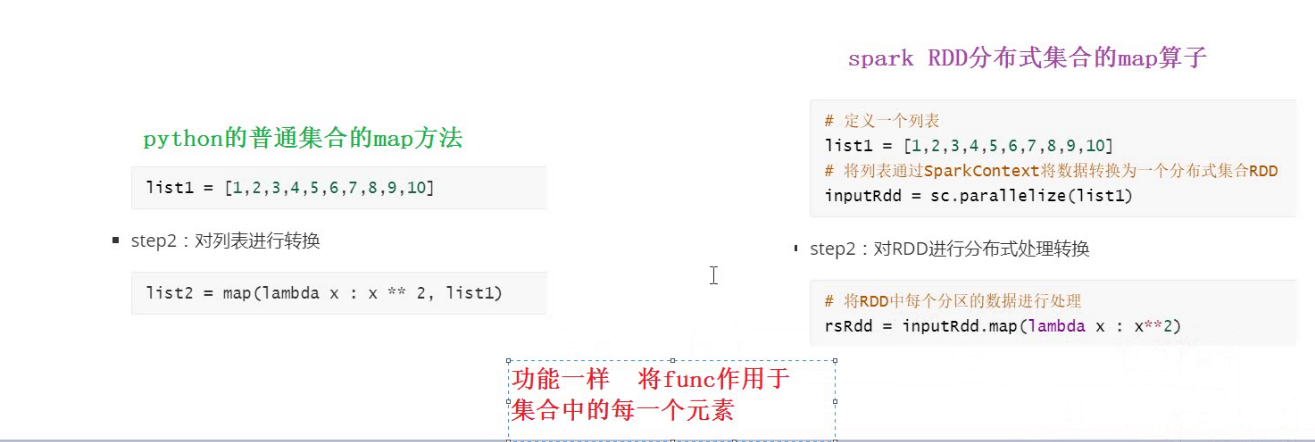 python的普通集合的map方法
list1 = [1,2,3,4,5,6,7,8,9,10]
step2：对列表进行转换
list2 = map(lambda x : x ** 2, list1)
spark RDD分布式集合的map算子
# 定义一个列表
list1 = [1,2,3,4,5,6,7,8,9,10]
# 将列表通过SparkContext将数据转换为一个分布式集合RDD
inputRdd = sc.parallelize(list1)
step2：对RDD进行分布式处理转换
# 将RDD中每个分区的数据进行处理
rsRdd = inputRdd.map(lambda x : x**2)
功能一样 将func作用于
集合中的每一个元素